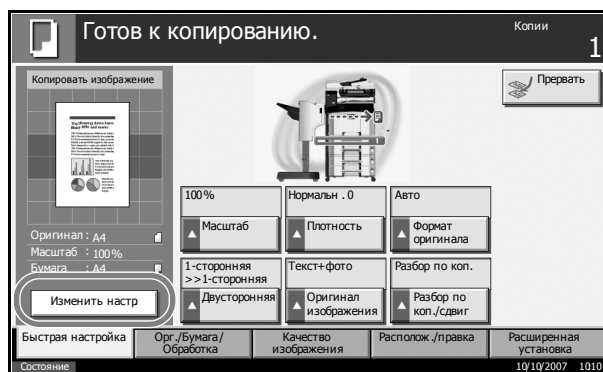 Готов к копированию.
Копии
1
Копировать изображение
Прервать
Оригинал : A4
Масштаб : 100%
Бумага : A4
Изменить настр
100%
Масштаб
Нормальн . 0
Плотность
Авто
Формат
оригинала
1-сторонняя
>>1-сторонняя
Двусторонняя
Текст+фото
Оригинал
изображения
Разбор по коп.
Разбор по
коп./сдвиг
Быстрая настройка
Орг./Бумага/
Обработка
Качество
изображения
Располож./правка
Расширенная
установка
Состояние
10/10/2007 1010